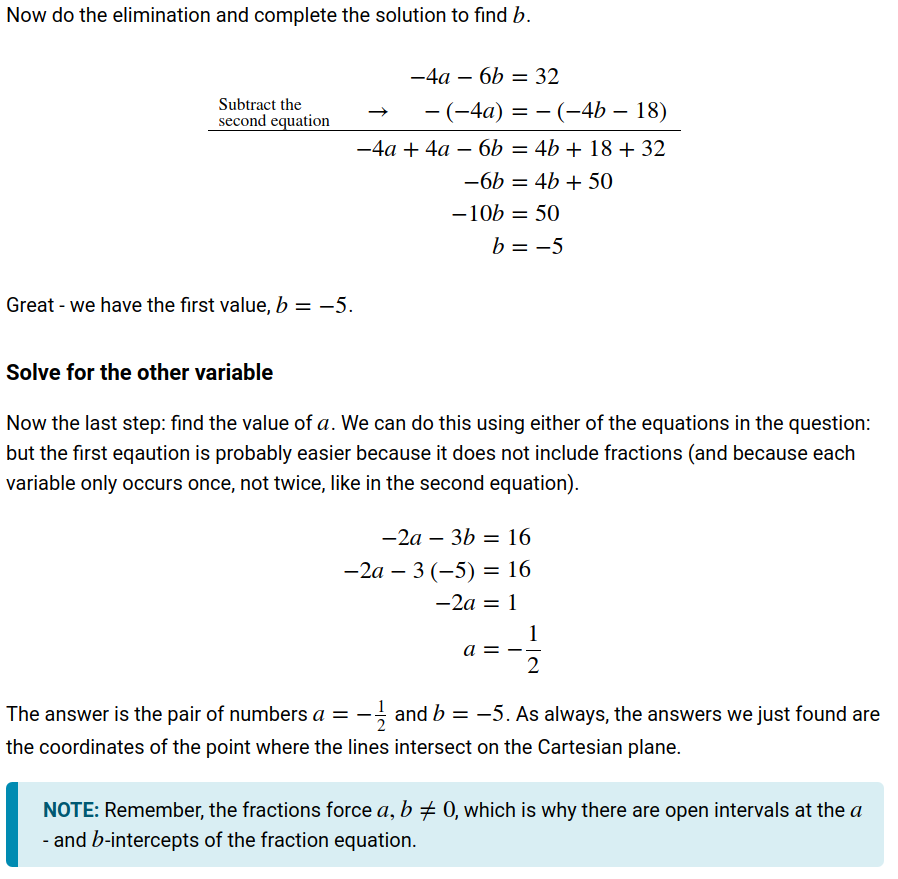 Now do the elimination and complete the solution to find b.
−4a − 6b = 32
Subtract the
second equation → − (−4a) = − (−4b − 18)
−4a + 4a − 6b = 4b + 18 + 32
−6b = 4b + 50
−10b = 50
b = −5
Great - we have the first value, b = −5.
Solve for the other variable
Now the last step: find the value of a. We can do this using either of the equations in the question:
but the first eqaution is probably easier because it does not include fractions (and because each
variable only occurs once, not twice, like in the second equation).
−2a − 3b = 16
−2a − 3 (−5) = 16
−2a = 1
a = −1/2
The answer is the pair of numbers a = −1/2 and b = −5. As always, the answers we just found are
the coordinates of the point where the lines intersect on the Cartesian plane.
NOTE: Remember, the fractions force a, b ≠ 0, which is why there are open intervals at the a
- and b-intercepts of the fraction equation.